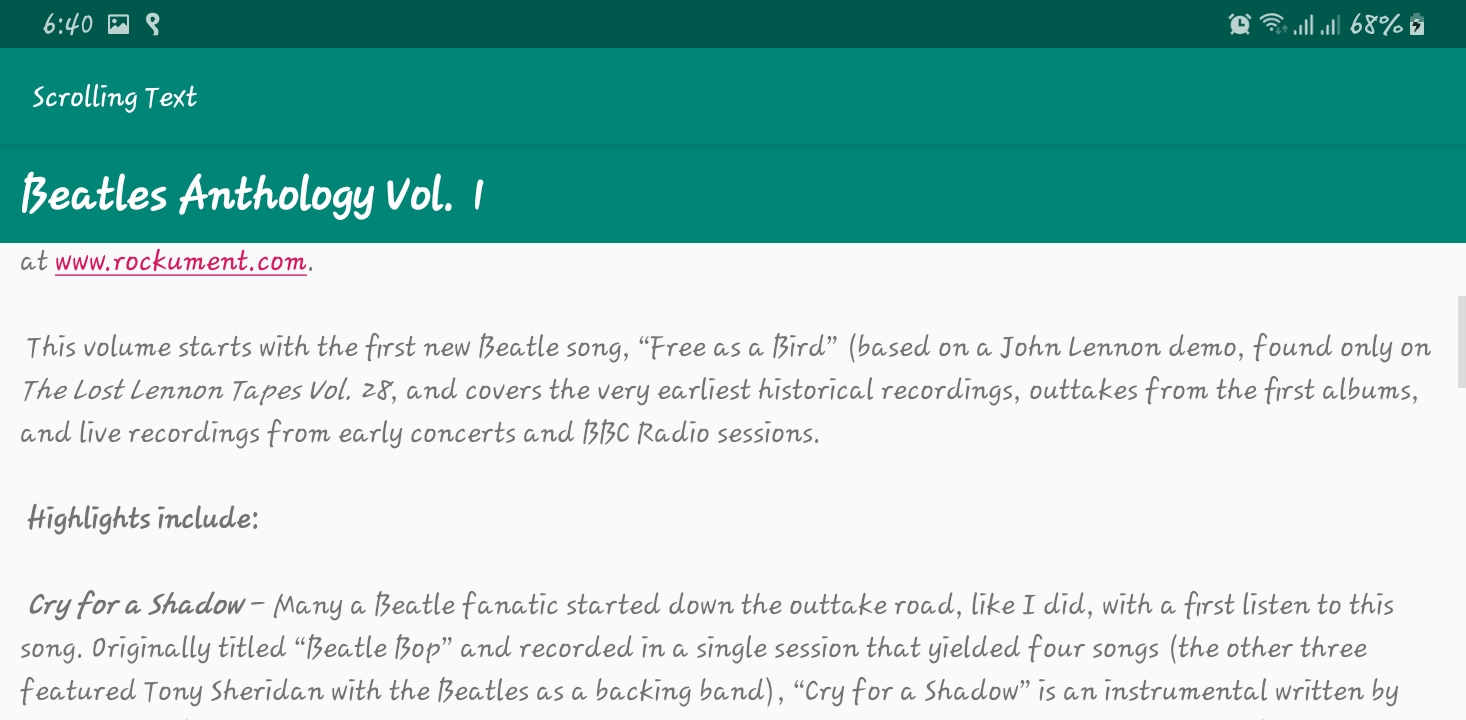 6:40 68%
Scrolling Text
Beatles Anthology Vol. 1
at www.rockument.com.
This volume starts with the first new Beatle song, “Free as a Bird” (based on a John Lennon demo, found only on
The Lost Lennon Tapes Vol. 28, and covers the very earliest historical recordings, outtakes from the first albums,
and live recordings from early concerts and BBC Radio sessions.
Highlights include:
Cry for a Shadow – Many a Beatle fanatic started down the outtake road, like I did, with a first listen to this
song. Originally titled “Beatle Bop” and recorded in a single session that yielded four songs (the other three
featured Tony Sheridan with the Beatles as a backing band), “Cry for a Shadow” is an instrumental written by